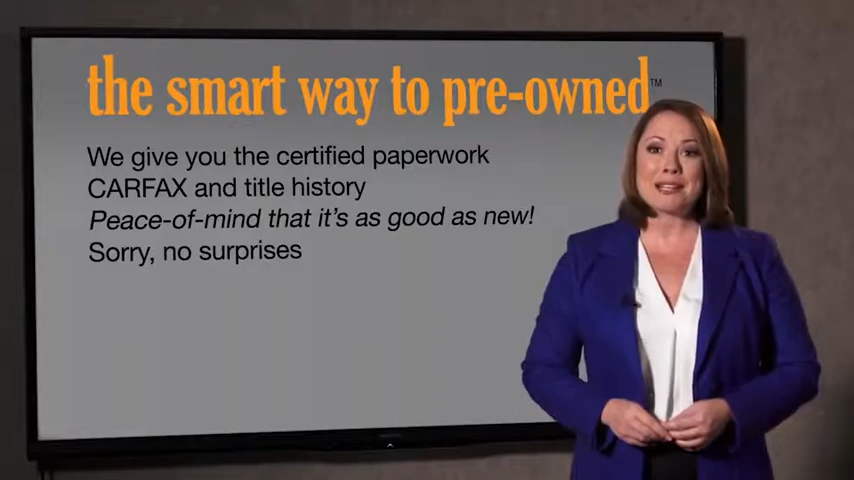 the smart way to pre-owned™
We give you the certified paperwork
CARFAX and title history
Peace-of-mind that it's as good as new!
Sorry, no surprises